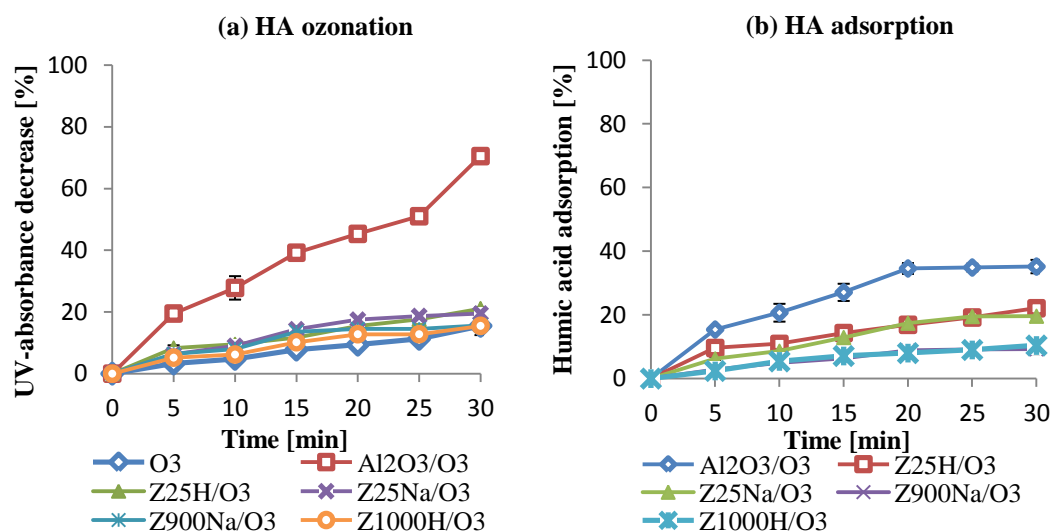 (a) HA ozonation
UV-absorbance decrease [%]
100
80
60
40
20
0
0 5 10 15 20 25 30
Time [min]
O3 Al2O3/O3
Z25H/O3 Z25Na/O3
Z900Na/O3 Z1000H/O3
(b) HA adsorption
Humic acid adsorption [%]
100
80
60
40
20
0
0 5 10 15 20 25 30
Time [min]
Al2O3/O3 Z25H/O3
Z25Na/O3 Z900Na/O3
Z1000H/O3